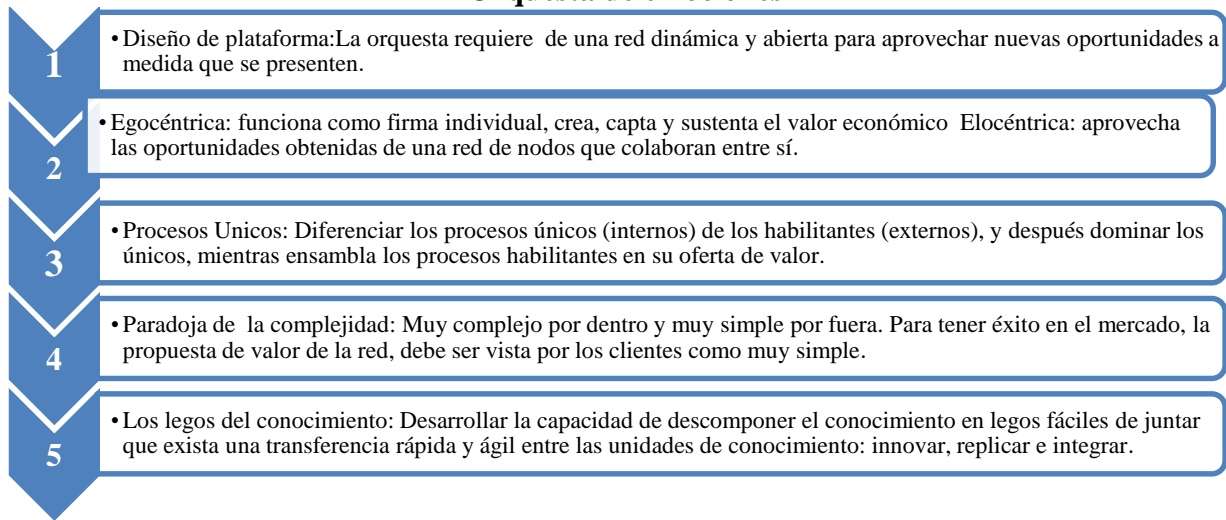 1
• Diseño de plataforma:La orquesta requiere de una red dinámica y abierta para aprovechar nuevas oportunidades a
medida que se presenten.
2
• Egocéntrica: funciona como firma individual, crea, capta y sustenta el valor económico Elocéntrica: aprovecha
las oportunidades obtenidas de una red de nodos que colaboran entre sí.
3
• Procesos Unicos: Diferenciar los procesos únicos (internos) de los habilitantes (externos), y después dominar los
únicos, mientras ensambla los procesos habilitantes en su oferta de valor.
4
• Paradoja de la complejidad: Muy complejo por dentro y muy simple por fuera. Para tener éxito en el mercado, la
propuesta de valor de la red, debe ser vista por los clientes como muy simple.
5
• Los legos del conocimiento: Desarrollar la capacidad de descomponer el conocimiento en legos fáciles de juntar
que exista una transferencia rápida y ágil entre las unidades de conocimiento: innovar, replicar e integrar.